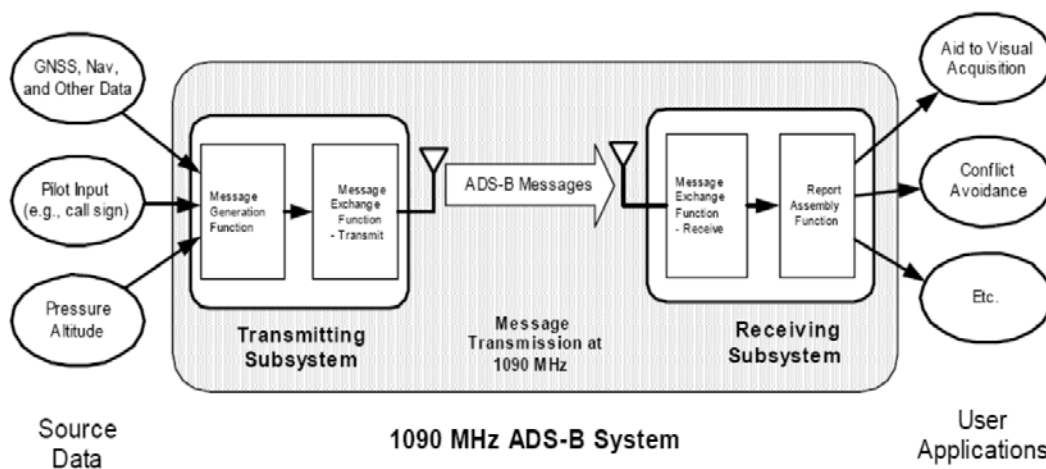 GNSS, Nav,
and Other Data
Pilot Input
(e.g., call sign)
Pressure
Altitude
Source
Data
Message
Generation
Function
Message
Exchange
Function
- Transmit
Transmitting
Subsystem
ADS-B Messages
Message
Transmission at
1090 MHz
Message
Exchange
Function
- Receive
Report
Assembly
Function
Receiving
Subsystem
1090 MHz ADS-B System
Aid to Visual
Acquisition
Conflict
Avoidance
Etc.
User
Applications